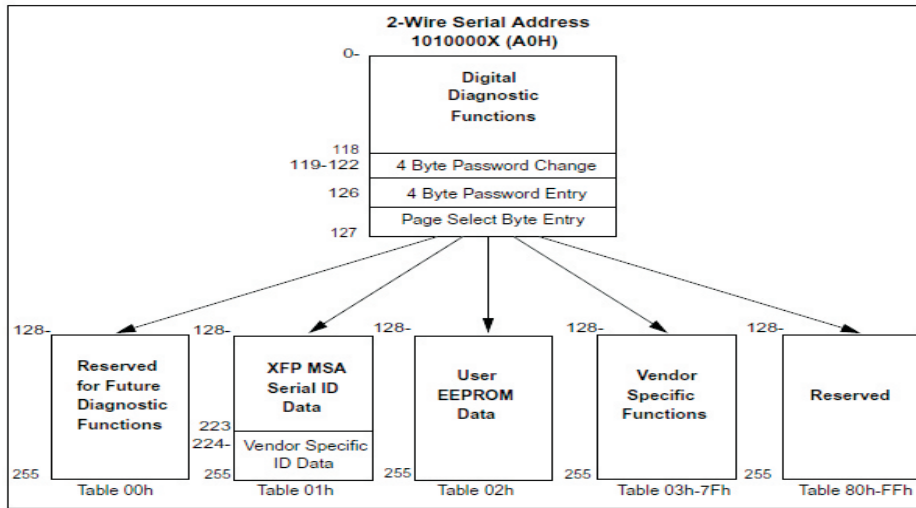 2-Wire Serial Address
1010000X (A0H)
0-
Digital
Diagnostic
Functions
118
119-122
4 Byte Password Change
126
4 Byte Password Entry
Page Select Byte Entry
127
128-
Reserved
for Future
Diagnostic
Functions
255
Table 00h
128-
XFP MSA
Serial ID
Data
223
224-
Vendor Specific
ID Data
255
Table 01h
128-
User
EEPROM
Data
255
Table 02h
128-
Vendor
Specific
Functions
255
Table 03h-7Fh
128-
Reserved
255
Table 80h-FFh